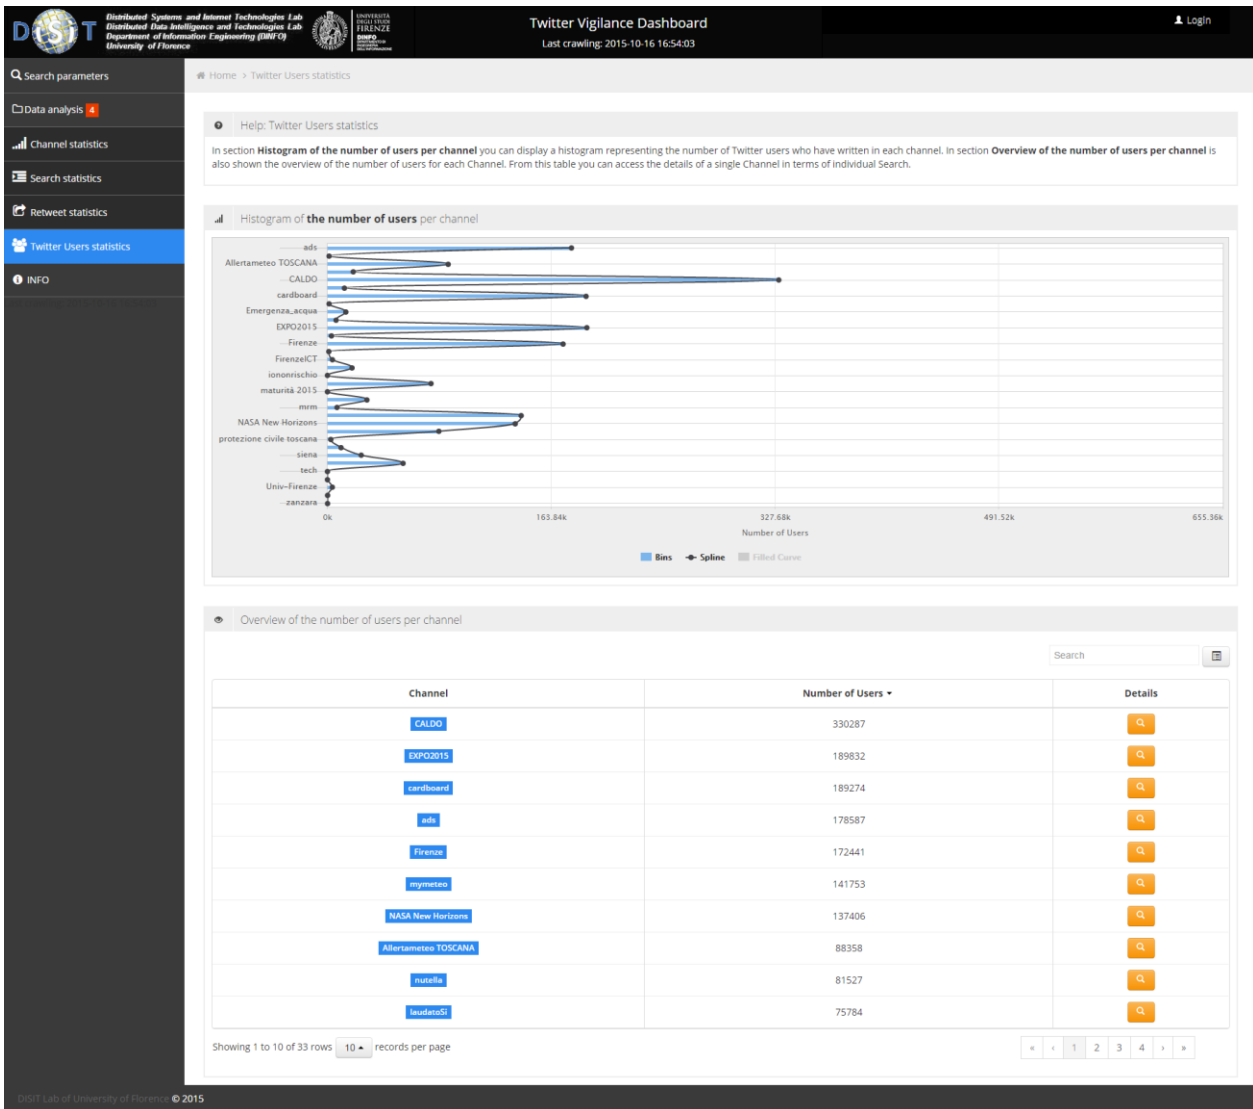 DISIT
Distributed Systems and Internet Technologies Lab
Distributed Data Intelligence and Technologies Lab
Department of Information Engineering (DINFO)
University of Florence
UNIVERSITÀ
DEGLI STUDI
FIRENZE
DINFO
Twitter Vigilance Dashboard
Last crawling: 2015-10-16 16:54:03
Login
Search parameters
Data analysis 4
Channel statistics
Search statistics
Retweet statistics
Twitter Users statistics
INFO
Home > Twitter Users statistics
Help: Twitter Users statistics
In section Histogram of the number of users per channel you can display a histogram representing the number of Twitter users who have written in each channel. In section Overview of the number of users per channel is
also shown the overview of the number of users for each Channel. From this table you can access the details of a single Channel in terms of individual Search.
Histogram of the number of users per channel
ads
Allertameteo TOSCANA
CALDO
cardboard
Emergenza_acqua
EXPO2015
Firenze
FirenzeICT
iononrischio
maturità 2015
mrm
NASA New Horizons
protezione civile toscana
siena
tech
Univ-Firenze
zanzara
0k 163.84k 327.68k 491.52k 655.36k
Number of Users
Bins Spline Filled Curve
Overview of the number of users per channel
Search
Channel Number of Users Details
CALDO 330287
EXPO2015 189832
cardboard 189274
ads 178587
Firenze 172441
mymeteo 141753
NASA New Horizons 137406
Allertameteo TOSCANA 88358
nutella 81527
laudatoSi 75784
Showing 1 to 10 of 33 rows 10 records per page
« ‹ 1 2 3 4 › »
DISIT Lab of University of Florence © 2015